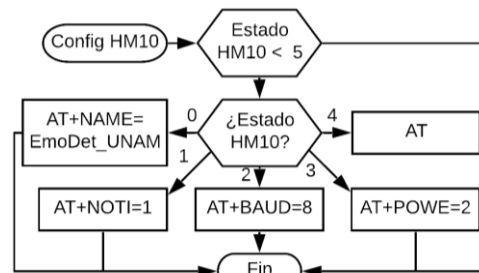 Config HM10
Estado
HM10 < 5
AT+NAME=
EmoDet_UNAM
0
¿Estado
HM10?
4
AT
1
2
3
AT+NOTI=1
AT+BAUD=8
AT+POWE=2
Fin